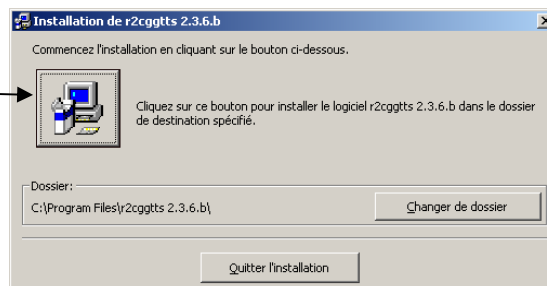 Installation de r2cggtts 2.3.6.b
Commencez l'installation en cliquant sur le bouton ci-dessous.
Cliquez sur ce bouton pour installer le logiciel r2cggtts 2.3.6.b dans le dossier
de destination spécifié.
Dossier:
C:\Program Files\r2cggtts 2.3.6.b\
Changer de dossier
Quitter l'installation